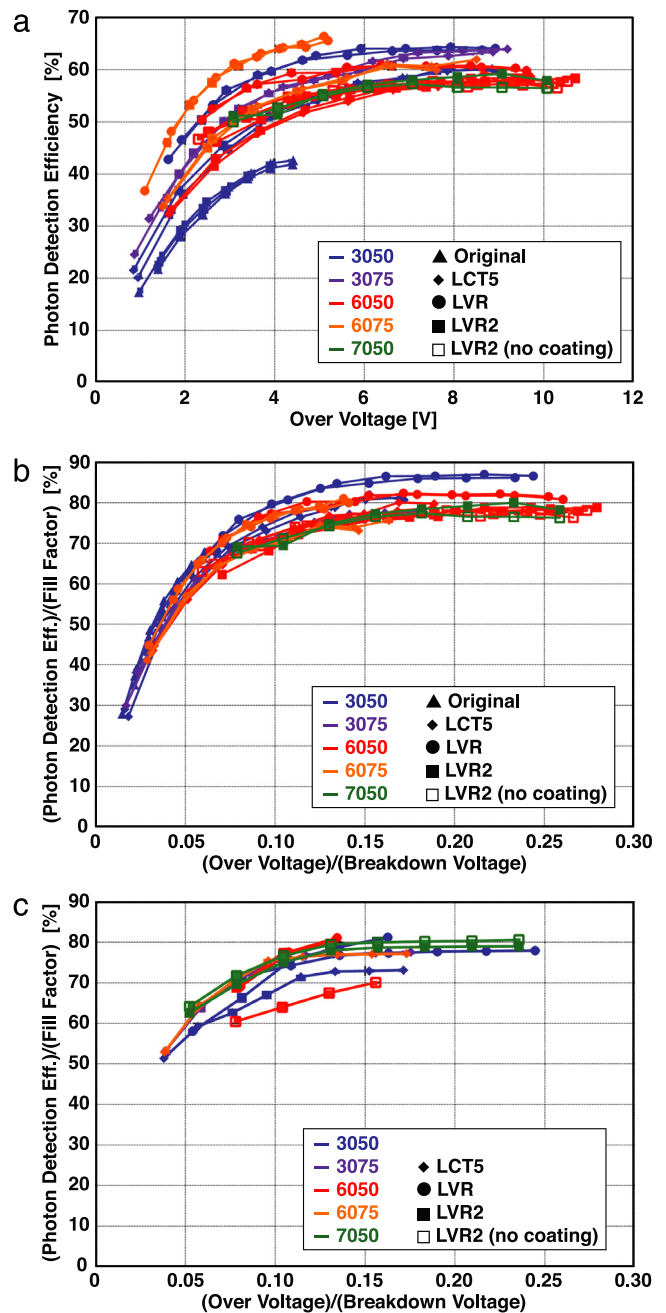 a
Photon Detection Efficiency [%]
70
60
50
40
30
20
10
0
3050
3075
6050
6075
7050
Original
LCT5
LVR
LVR2
LVR2 (no coating)
0 2 4 6 8 10 12
Over Voltage [V]
b
(Photon Detection Eff.)/(Fill Factor) [%]
90
80
70
60
50
40
30
20
10
0
3050
3075
6050
6075
7050
Original
LCT5
LVR
LVR2
LVR2 (no coating)
0 0.05 0.10 0.15 0.20 0.25 0.30
(Over Voltage)/(Breakdown Voltage)
c
(Photon Detection Eff.)/(Fill Factor) [%]
90
80
70
60
50
40
30
20
10
0
3050
3075
6050
6075
7050
LCT5
LVR
LVR2
LVR2 (no coating)
0 0.05 0.10 0.15 0.20 0.25 0.30
(Over Voltage)/(Breakdown Voltage)